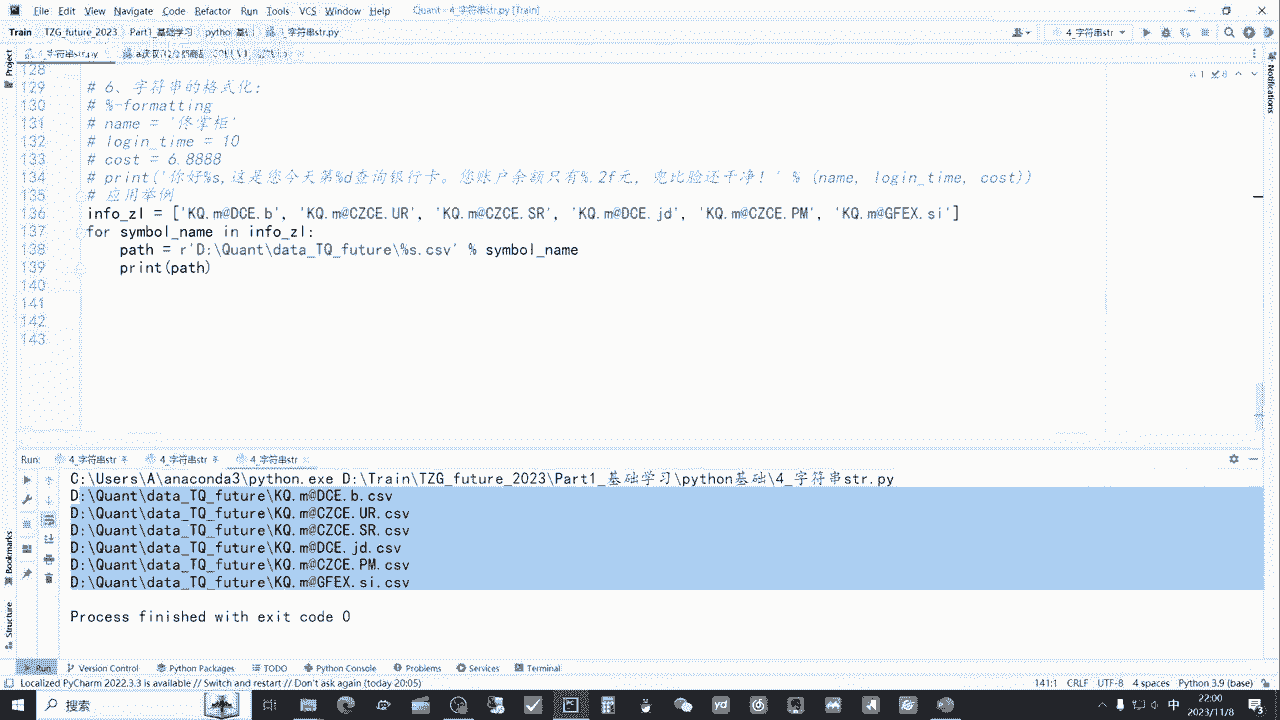 File Edit View Navigate Code Refactor Run Tools VCS Window Help Quant - 4_字符串str.py [Train]
Train TZG_future_2023 Part1_基础学习 python 基础 4_字符串str.py
4_字符串str
4_字符串str.py
Project
Notifications
128
129 # 6、字符串的格式化:
130 # %-formatting
131 # name = '佟掌柜'
132 # login_time = 10
133 # cost = 6.8888
134 # print('你好%s,这是您今天第%d查询银行卡。您账户余额只有%.2f元, 兜比脸还干净! ' % (name, login_time, cost))
135 # 应用举例
136 info_zl = ['KQ.m@DCE.b', 'KQ.m@CZCE.UR', 'KQ.m@CZCE.SR', 'KQ.m@DCE.jd', 'KQ.m@CZCE.PM', 'KQ.m@GFEX.si']
137 for symbol_name in info_zl:
138 path = r'D:\Quant\data_TQ_future\%s.csv' % symbol_name
139 print(path)
140
141
142
143
Run: 4_字符串str 4_字符串str 4_字符串str
C:\Users\A\anaconda3\python.exe D:\Train\TZG_future_2023\Part1_基础学习\python基础\4_字符串str.py
D:\Quant\data_TQ_future\KQ.m@DCE.b.csv
D:\Quant\data_TQ_future\KQ.m@CZCE.UR.csv
D:\Quant\data_TQ_future\KQ.m@CZCE.SR.csv
D:\Quant\data_TQ_future\KQ.m@DCE.jd.csv
D:\Quant\data_TQ_future\KQ.m@CZCE.PM.csv
D:\Quant\data_TQ_future\KQ.m@GFEX.si.csv
Process finished with exit code 0
Bookmarks
Structure
Run Version Control Python Packages TODO Python Console Problems Services Terminal
Localized PyCharm 2022.3.3 is available // Switch and restart // Don't ask again (today 20:05) 141:1 CRLF UTF-8 4 spaces Python 3.9 (base)
搜索 yd 中 22:00
2023/11/8